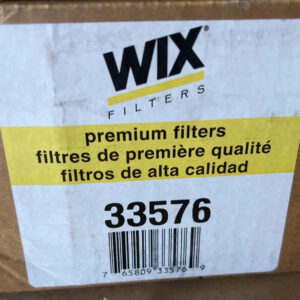 WIX
FILTERS
premium filters
filtres de première qualité
filtros de alta calidad
33576
7 65809 33576 9